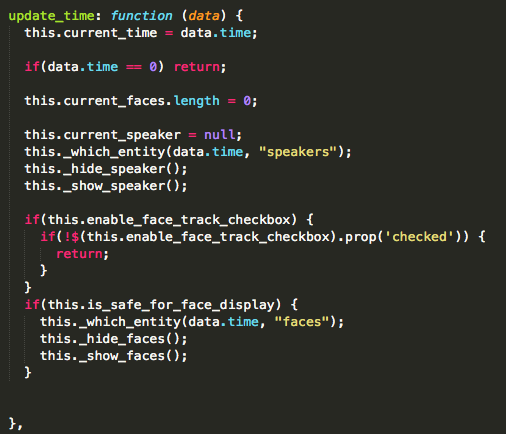 update_time: function (data) {
this.current_time = data.time;
if(data.time == 0) return;
this.current_faces.length = 0;
this.current_speaker = null;
this._which_entity(data.time, "speakers");
this._hide_speaker();
this._show_speaker();
if(this.enable_face_track_checkbox) {
if(!$(this.enable_face_track_checkbox).prop('checked')) {
return;
}
}
if(this.is_safe_for_face_display) {
this._which_entity(data.time, "faces");
this._hide_faces();
this._show_faces();
}
},